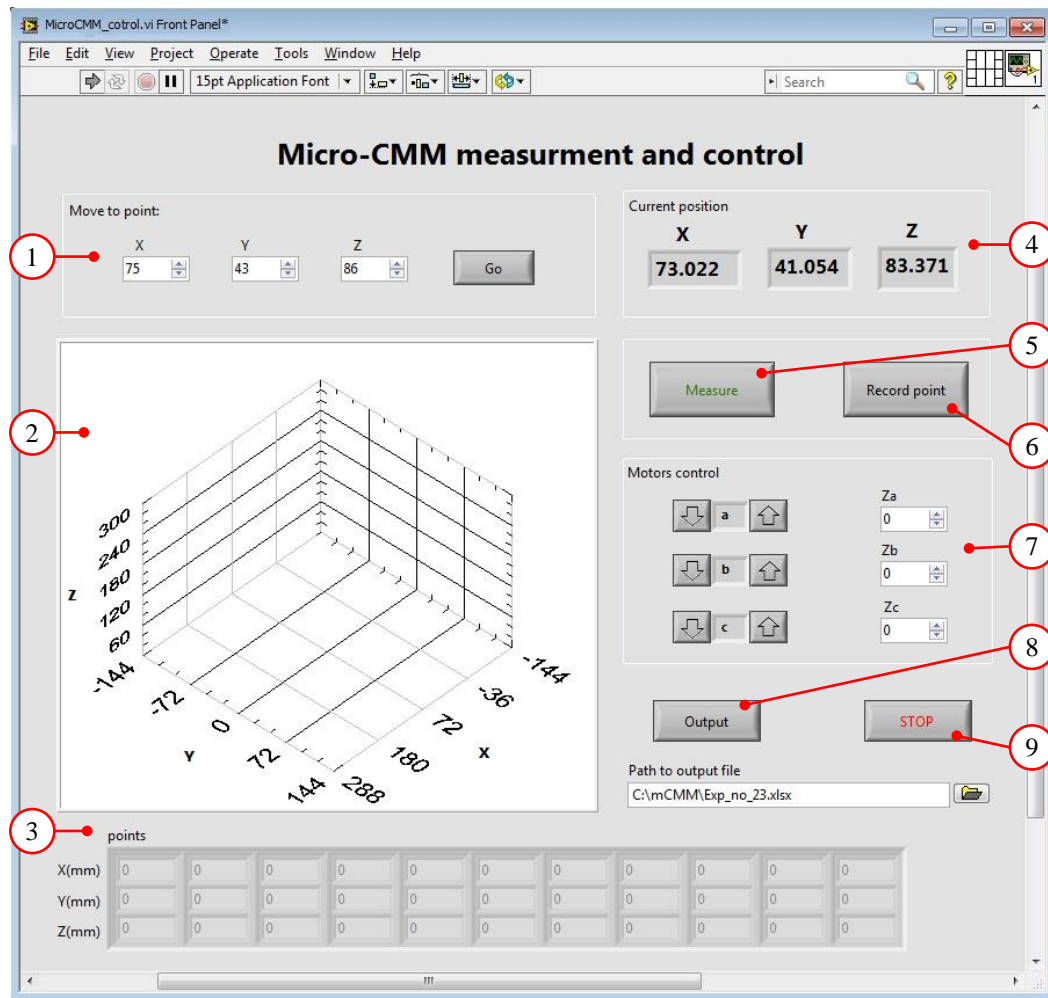 MicroCMM_cotrol.vi Front Panel*
File Edit View Project Operate Tools Window Help
15pt Application Font
Search
1
Micro-CMM measurment and control
Move to point:
X Y Z
75 43 86
Go
1
Current position
X Y Z
73.022 41.054 83.371
4
5
Measure
Record point
6
2
300
240
180
120
60
Z
-144
-72
0
72
144
Y
288
180
72
-36
-144
X
Motors control
a
b
c
Za
0
Zb
0
Zc
0
7
8
Output
STOP
9
Path to output file
C:\mCMM\Exp_no_23.xlsx
3
points
X(mm) 0 0 0 0 0 0 0 0 0 0 0
Y(mm) 0 0 0 0 0 0 0 0 0 0 0
Z(mm) 0 0 0 0 0 0 0 0 0 0 0